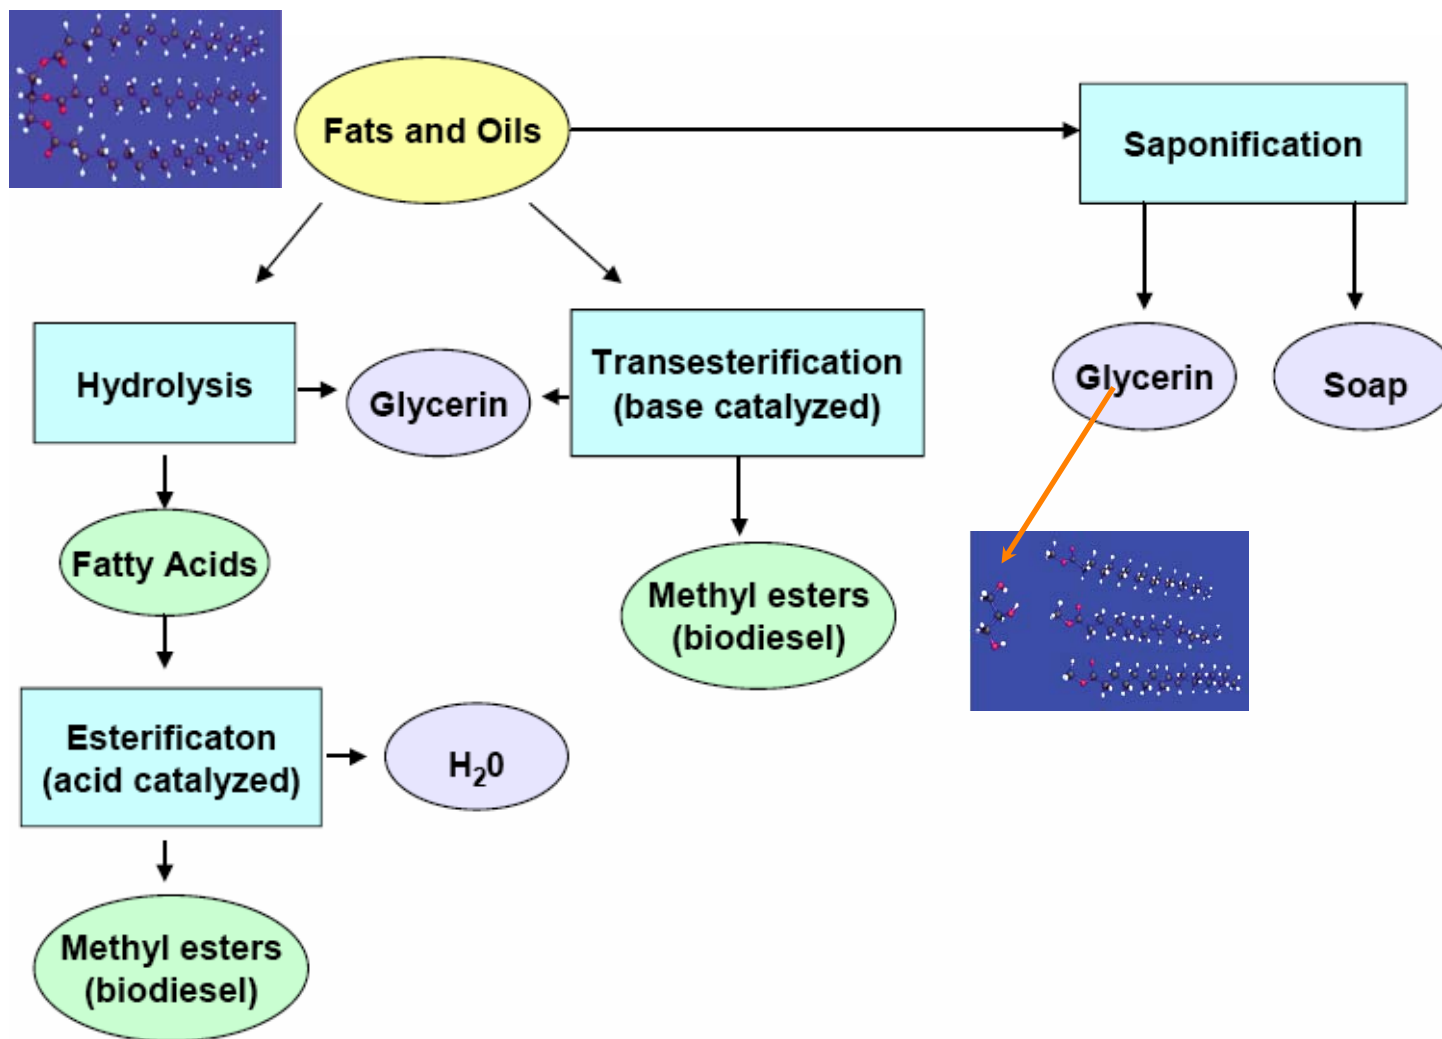 Fats and Oils
Saponification
Hydrolysis
Glycerin
Transesterification
(base catalyzed)
Glycerin
Soap
Fatty Acids
Methyl esters
(biodiesel)
Esterificaton
(acid catalyzed)
H₂0
Methyl esters
(biodiesel)